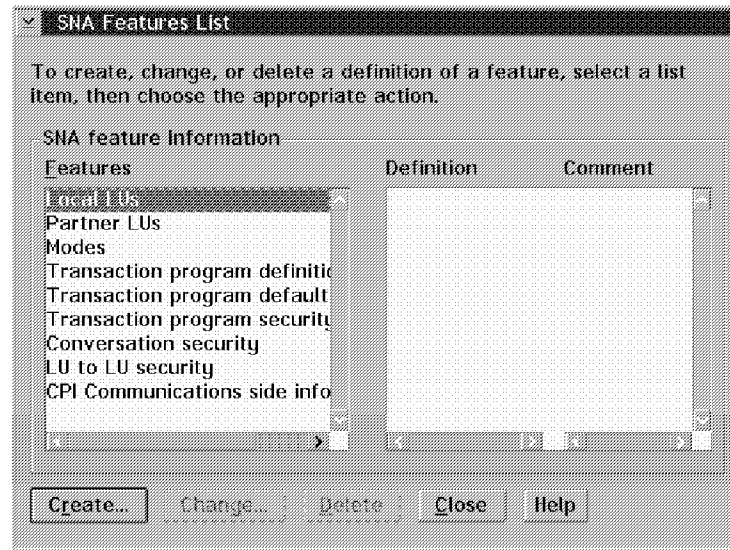 SNA Features List
To create, change, or delete a definition of a feature, select a list
item, then choose the appropriate action.
SNA feature information
Features Definition Comment
Local LUs
Partner LUs
Modes
Transaction program definitio
Transaction program default
Transaction program security
Conversation security
LU to LU security
CPI Communications side info
Create... Change... Delete Close Help